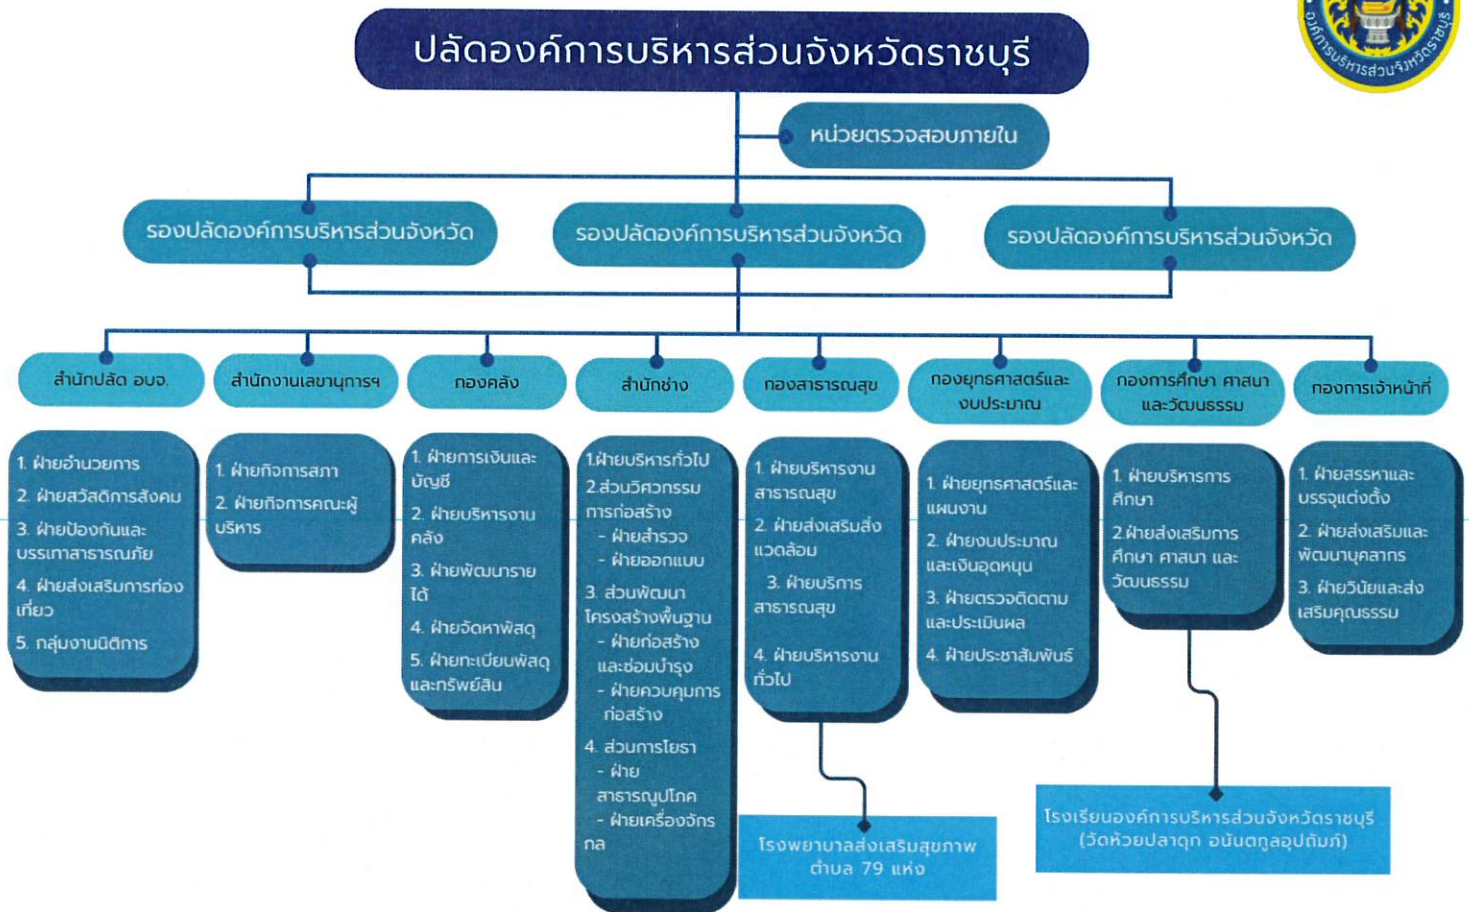 ปลัดองค์การบริหารส่วนจังหวัดราชบุรี
องค์การบริหารส่วนจังหวัดราชบุรี
หน่วยตรวจสอบภายใน
รองปลัดองค์การบริหารส่วนจังหวัด
รองปลัดองค์การบริหารส่วนจังหวัด
รองปลัดองค์การบริหารส่วนจังหวัด
สำนักปลัด อบจ.
1. ฝ่ายอำนวยการ
2. ฝ่ายสวัสดิการสังคม
3. ฝ่ายป้องกันและ
บรรเทาสาธารณภัย
4. ฝ่ายส่งเสริมการท่อง
เที่ยว
5. กลุ่มงานนิติการ
สำนักงานเลขานุการฯ
1. ฝ่ายกิจการสภา
2. ฝ่ายกิจการคณะผู้
บริหาร
กองคลัง
1. ฝ่ายการเงินและ
บัญชี
2. ฝ่ายบริหารงาน
คลัง
3. ฝ่ายพัฒนาราย
ได้
4. ฝ่ายจัดหาพัสดุ
5. ฝ่ายทะเบียนพัสดุ
และทรัพย์สิน
สำนักช่าง
1.ฝ่ายบริหารทั่วไป
2.ส่วนวิศวกรรม
การก่อสร้าง
- ฝ่ายสำรวจ
- ฝ่ายออกแบบ
3. ส่วนพัฒนา
โครงสร้างพื้นฐาน
- ฝ่ายก่อสร้าง
และซ่อมบำรุง
- ฝ่ายควบคุมการ
ก่อสร้าง
4. ส่วนการโยธา
- ฝ่าย
สาธารณูปโภค
- ฝ่ายเครื่องจักร
กล
กองสาธารณสุข
1. ฝ่ายบริหารงาน
สาธารณสุข
2. ฝ่ายส่งเสริมสิ่ง
แวดล้อม
3. ฝ่ายบริการ
สาธารณสุข
4. ฝ่ายบริหารงาน
ทั่วไป
โรงพยาบาลส่งเสริมสุขภาพ
ตำบล 79 แห่ง
กองยุทธศาสตร์และ
งบประมาณ
1. ฝ่ายยุทธศาสตร์และ
แผนงาน
2. ฝ่ายงบประมาณ
และเงินอุดหนุน
3. ฝ่ายตรวจติดตาม
และประเมินผล
4. ฝ่ายประชาสัมพันธ์
กองการศึกษา ศาสนา
และวัฒนธรรม
1. ฝ่ายบริหารการ
ศึกษา
2.ฝ่ายส่งเสริมการ
ศึกษา ศาสนา และ
วัฒนธรรม
โรงเรียนองค์การบริหารส่วนจังหวัดราชบุรี
(วัดห้วยปลาดุก อนันตกูลอุปถัมภ์)
กองการเจ้าหน้าที่
1. ฝ่ายสรรหาและ
บรรจุแต่งตั้ง
2. ฝ่ายส่งเสริมและ
พัฒนาบุคลากร
3. ฝ่ายวินัยและส่ง
เสริมคุณธรรม